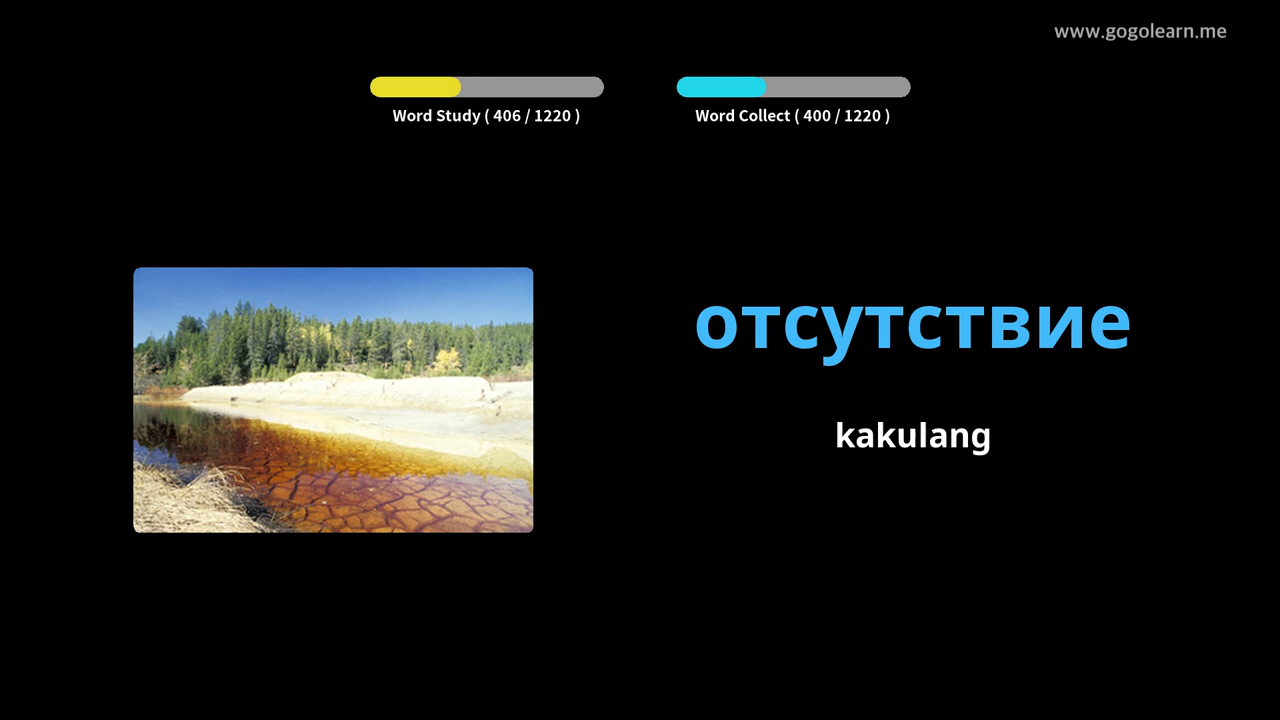 www.gogolearn.me
Word Study ( 406 / 1220 )
Word Collect ( 400 / 1220 )
отсутствие
kakulang